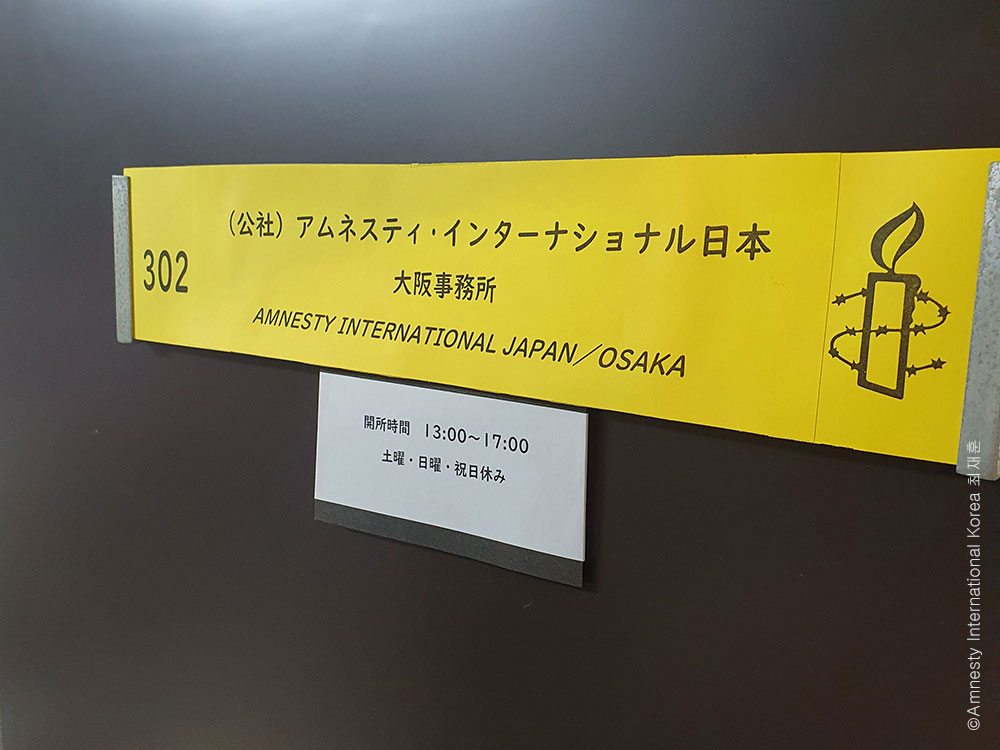 302
(公社) アムネスティ・インターナショナル日本
大阪事務所
AMNESTY INTERNATIONAL JAPAN／OSAKA
開所時間 13:00～17:00
土曜・日曜・祝日休み
©Amnesty International Korea 최재훈